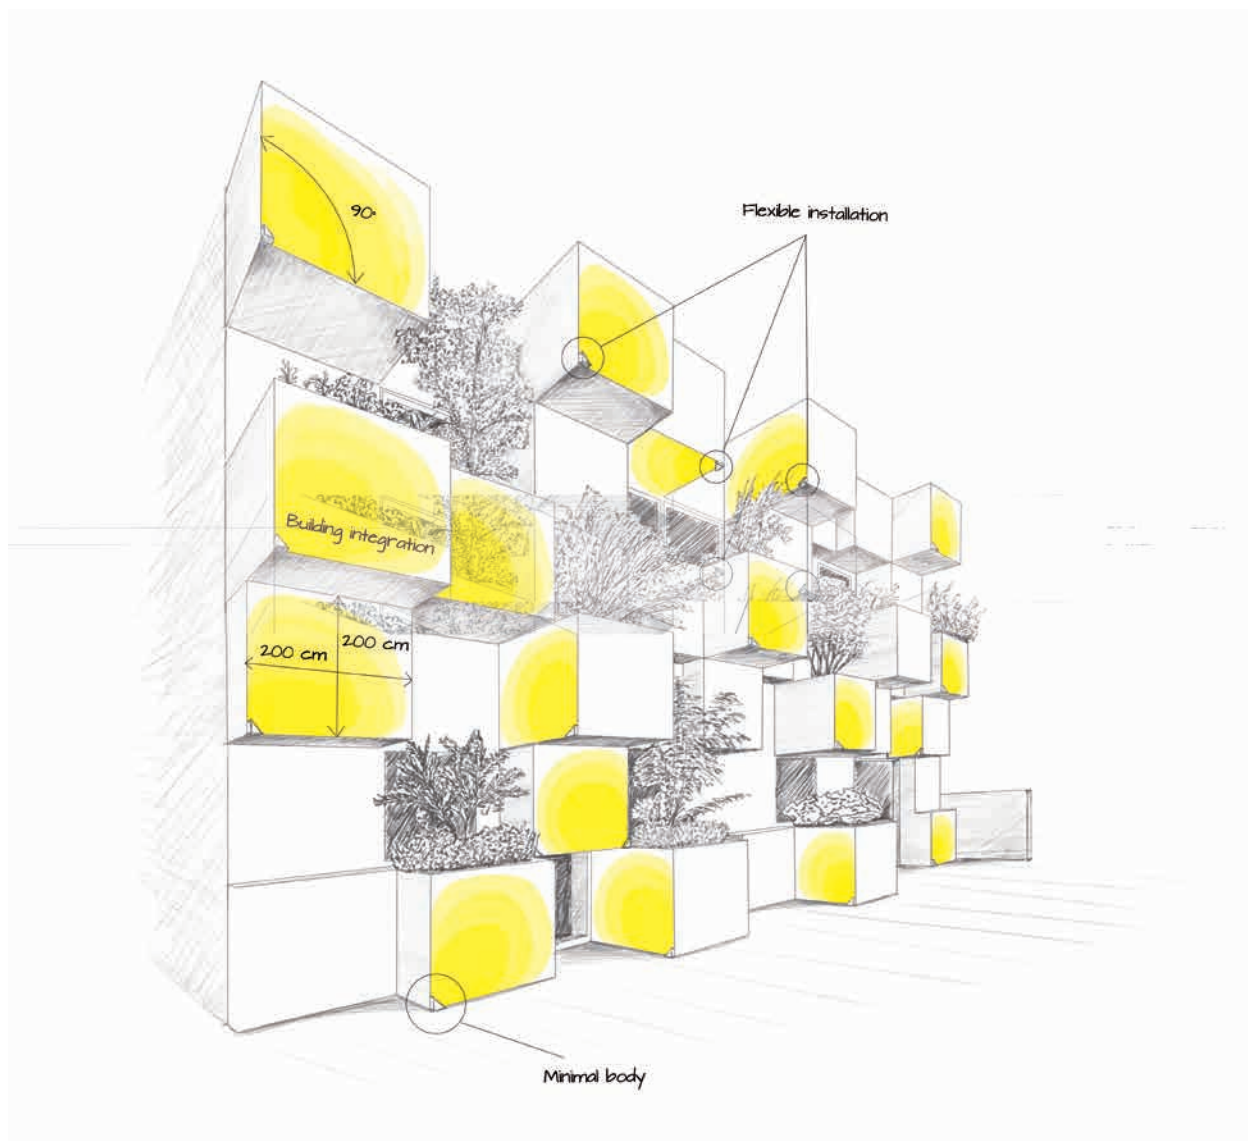 90°
Flexible installation
Building integration
200 cm
200 cm
Minimal body